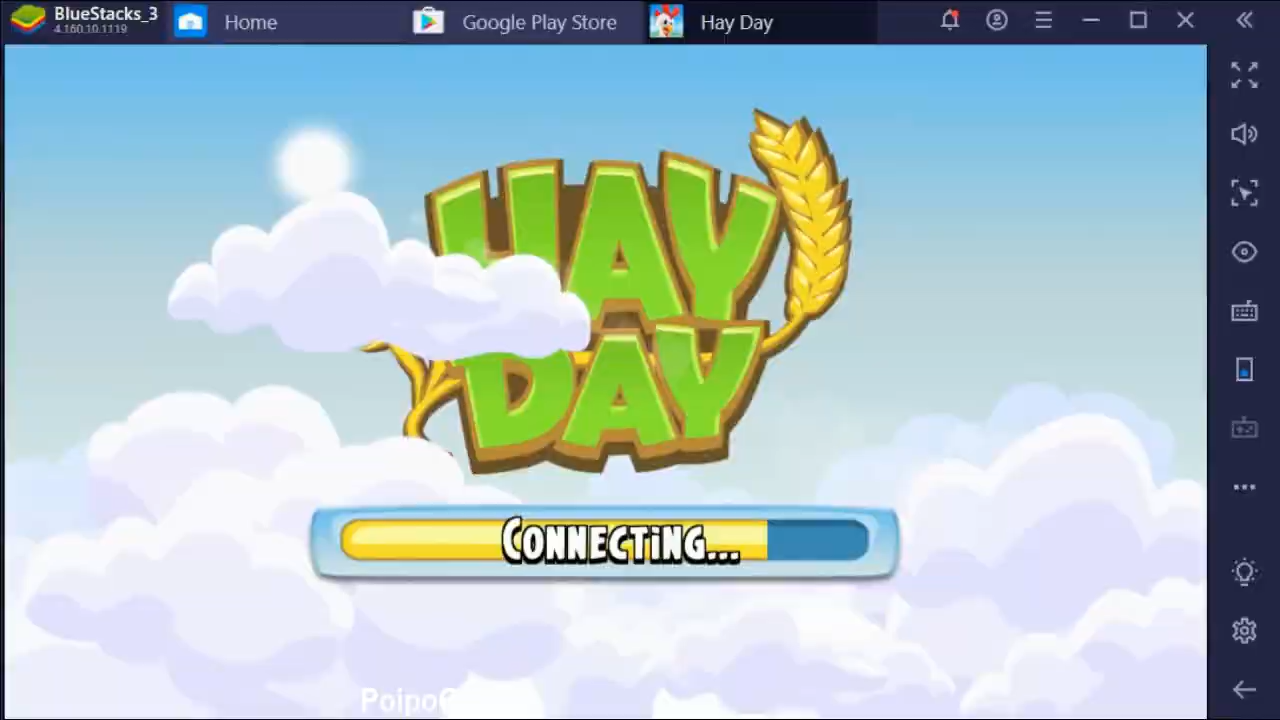 BlueStacks_3
4.160.10.1119
Home
Google Play Store
Hay Day
HAY
DAY
CONNECTING...